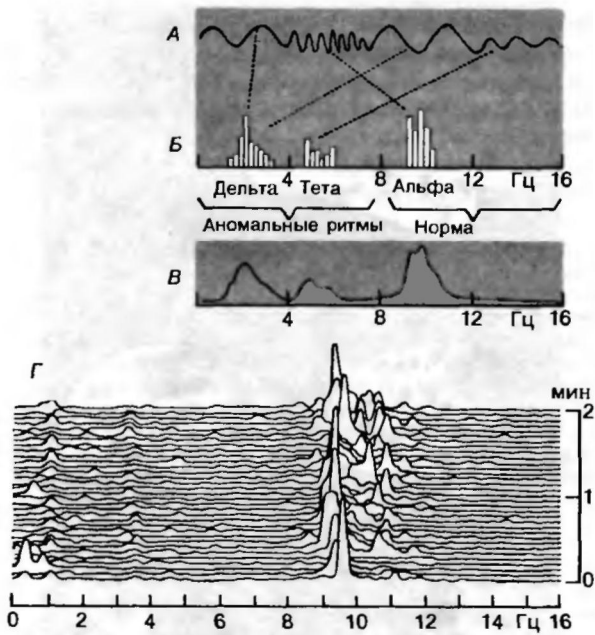 А
Б
4 8 12 Гц 16
Дельта Тета Альфа
Аномальные ритмы Норма
В
4 8 12 Гц 16
Г
мин
2
1
0
0 2 4 6 8 10 12 14 Гц 16